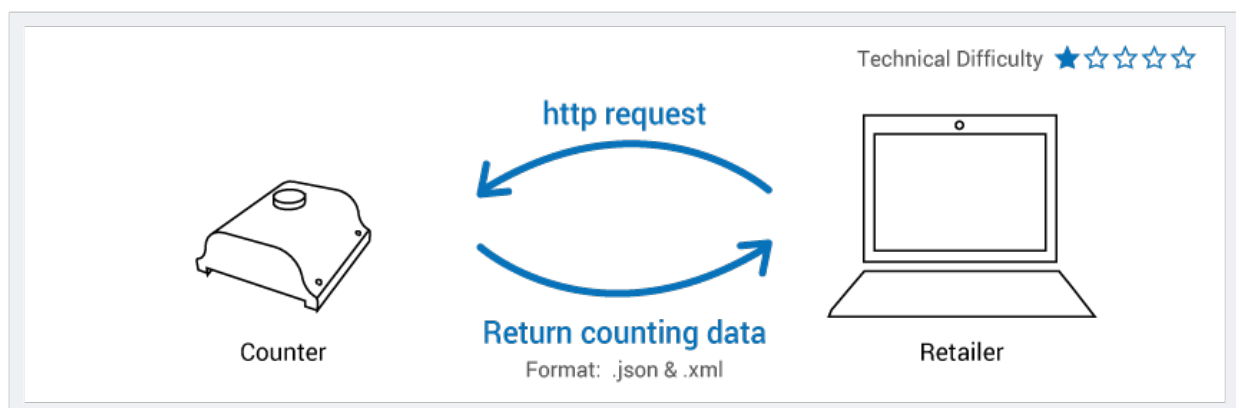 Technical Difficulty
http request
Return counting data
Format: .json & .xml
Counter
Retailer